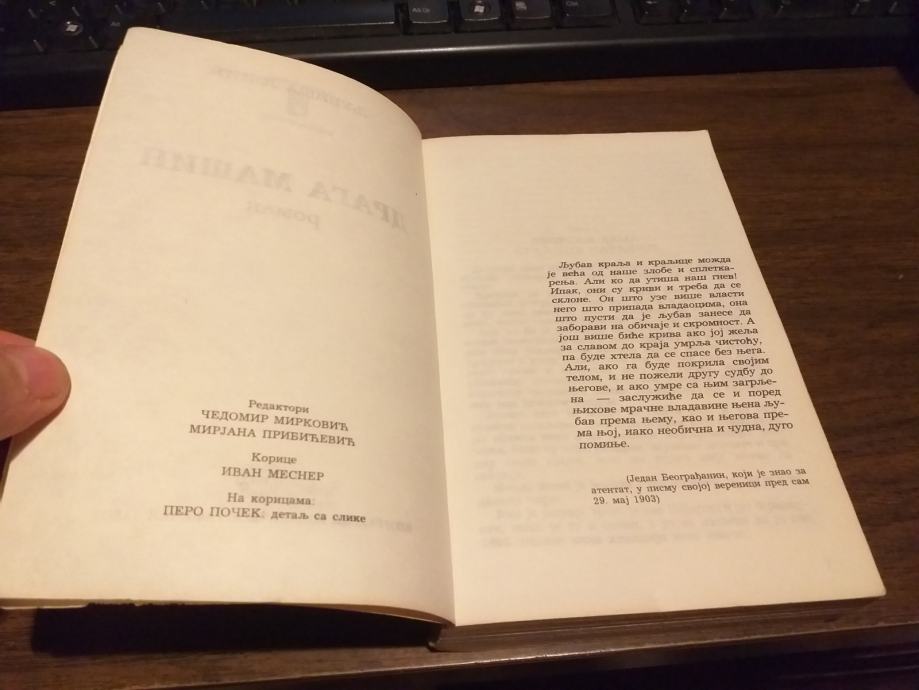 Редактори
ЧЕДОМИР МИРКОВИЋ
МИРЈАНА ПРИБИЋЕВИЋ
Корице
ИВАН МЕСНЕР
На корицама:
ПЕРО ПОЧЕК: детаљ са слике
Љубав краља и краљице можда
је већа од наше злобе и сплетка-
рења. Али ко да утиша наш гнев!
Ипак, они су криви и треба да се
склоне. Он што узе више власти
него што припада владаоцима, она
што пусти да је љубав занесе да
заборави на обичаје и скромност. А
још више биће крива ако јој жеља
за славом до краја умрља чистоћу,
па буде хтела да се спасе без њега.
Али, ако га буде покрила својим
телом, и не пожели другу судбу до
његове, и ако умре са њим загрље-
на — заслужиће да се и поред
њихове мрачне владавине њена љу-
бав према њему, као и његова пре-
ма њој, иако необична и чудна, дуго
помиње.
(Један Београђанин, који је знао за
атентат, у писму својој вереници пред сам
29. мај 1903)
ДРАГА МАШИН
роман